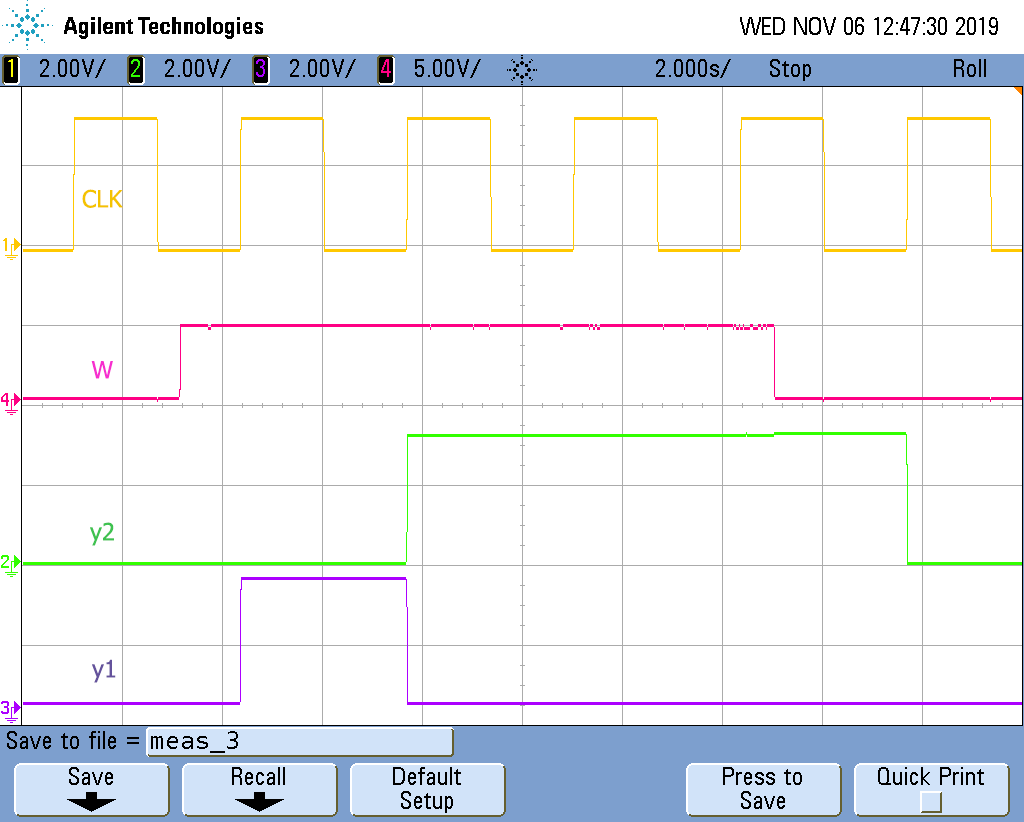 Agilent Technologies WED NOV 06 12:47:30 2019
1 2.00V/ 2 2.00V/ 3 2.00V/ 4 5.00V/ 2.000s/ Stop Roll
CLK
1
W
4
y2
2
y1
3
Save to file = meas_3
Save Recall Default Setup Press to Save Quick Print